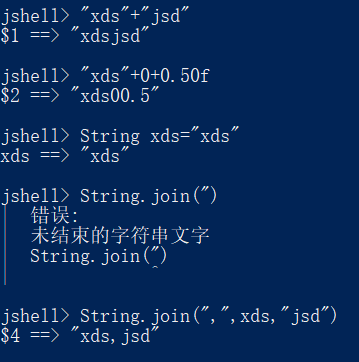 jshell> "xds"+"jsd"
$1 ==> "xdsjsd"
jshell> "xds"+0+0.50f
$2 ==> "xds00.5"
jshell> String xds="xds"
xds ==> "xds"
jshell> String.join(")
| 错误:
| 未结束的字符串文字
| String.join(")
| ^
jshell> String.join(",",xds,"jsd")
$4 ==> "xds,jsd"